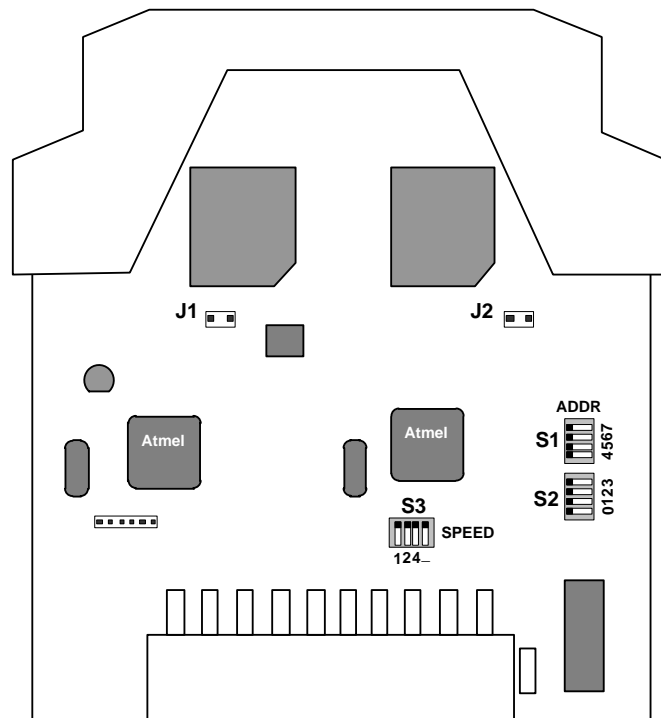 J1
J2
ADDR
Atmel
Atmel
S1
4567
S2
0123
S3
SPEED
124_